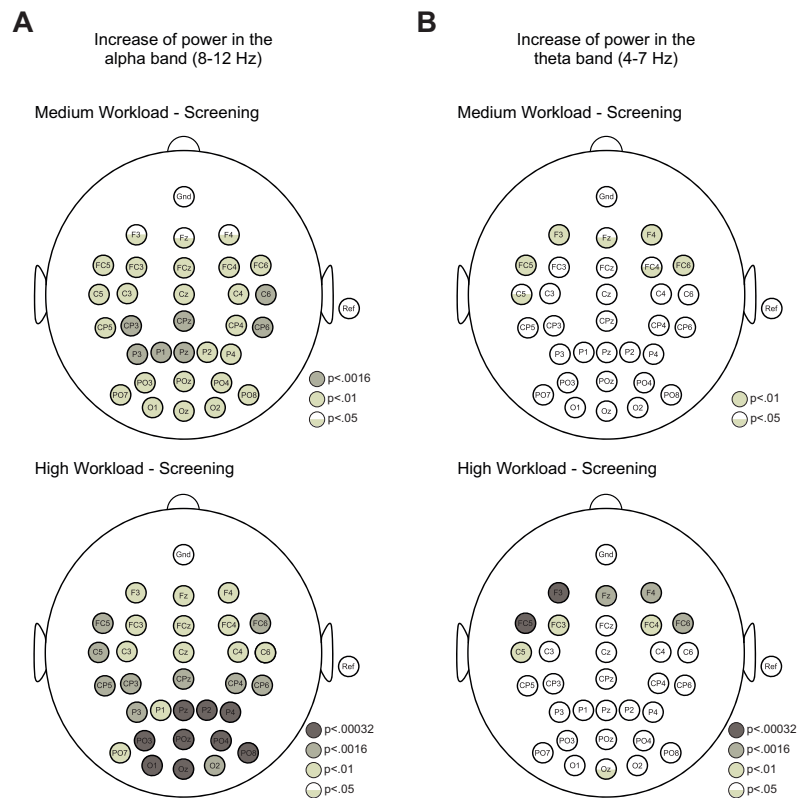 A
Increase of power in the
alpha band (8-12 Hz)
Medium Workload - Screening
Gnd
F3 Fz F4
FC5 FC3 FCz FC4 FC6
C5 C3 Cz C4 C6
Ref
CP5 CP3 CPz CP4 CP6
P3 P1 Pz P2 P4
PO7 PO3 POz PO4 PO8
O1 Oz O2
p<.0016
p<.01
p<.05
High Workload - Screening
Gnd
F3 Fz F4
FC5 FC3 FCz FC4 FC6
C5 C3 Cz C4 C6
Ref
CP5 CP3 CPz CP4 CP6
P3 P1 Pz P2 P4
PO7 PO3 POz PO4 PO8
O1 Oz O2
p<.00032
p<.0016
p<.01
p<.05
B
Increase of power in the
theta band (4-7 Hz)
Medium Workload - Screening
Gnd
F3 Fz F4
FC5 FC3 FCz FC4 FC6
C5 C3 Cz C4 C6
Ref
CP5 CP3 CPz CP4 CP6
P3 P1 Pz P2 P4
PO7 PO3 POz PO4 PO8
O1 Oz O2
p<.01
p<.05
High Workload - Screening
Gnd
F3 Fz F4
FC5 FC3 FCz FC4 FC6
C5 C3 Cz C4 C6
Ref
CP5 CP3 CPz CP4 CP6
P3 P1 Pz P2 P4
PO7 PO3 POz PO4 PO8
O1 Oz O2
p<.00032
p<.0016
p<.01
p<.05